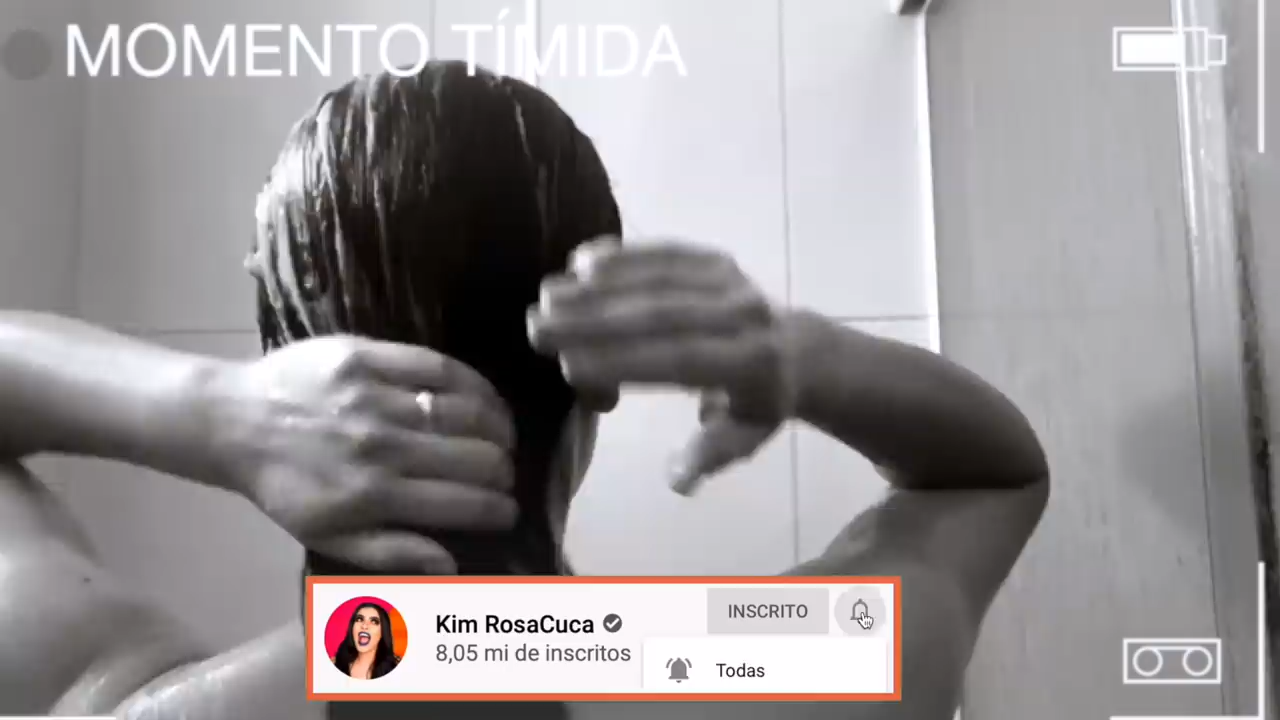 MOMENTO TÍMIDA
Kim RosaCuca
INSCRITO
8,05 mi de inscritos
Todas